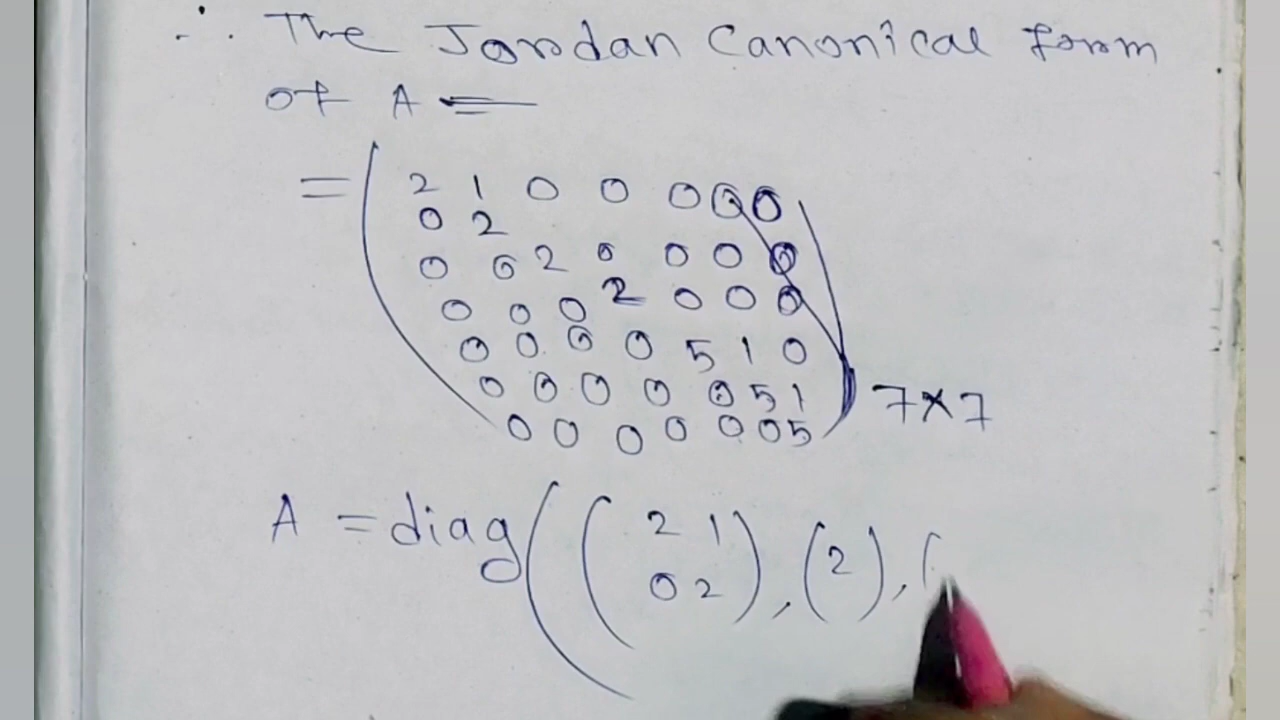 ∴ The Jordan Canonical form
of A =
= ( 2 1 0 0 0 0 0
0 2
0 0 2 0 0 0 0
0 0 0 2 0 0 0
0 0 0 0 5 1 0
0 0 0 0 0 5 1
0 0 0 0 0 0 5 ) 7×7
A = diag ( ( 2 1
0 2 ) , ( 2 ) , (